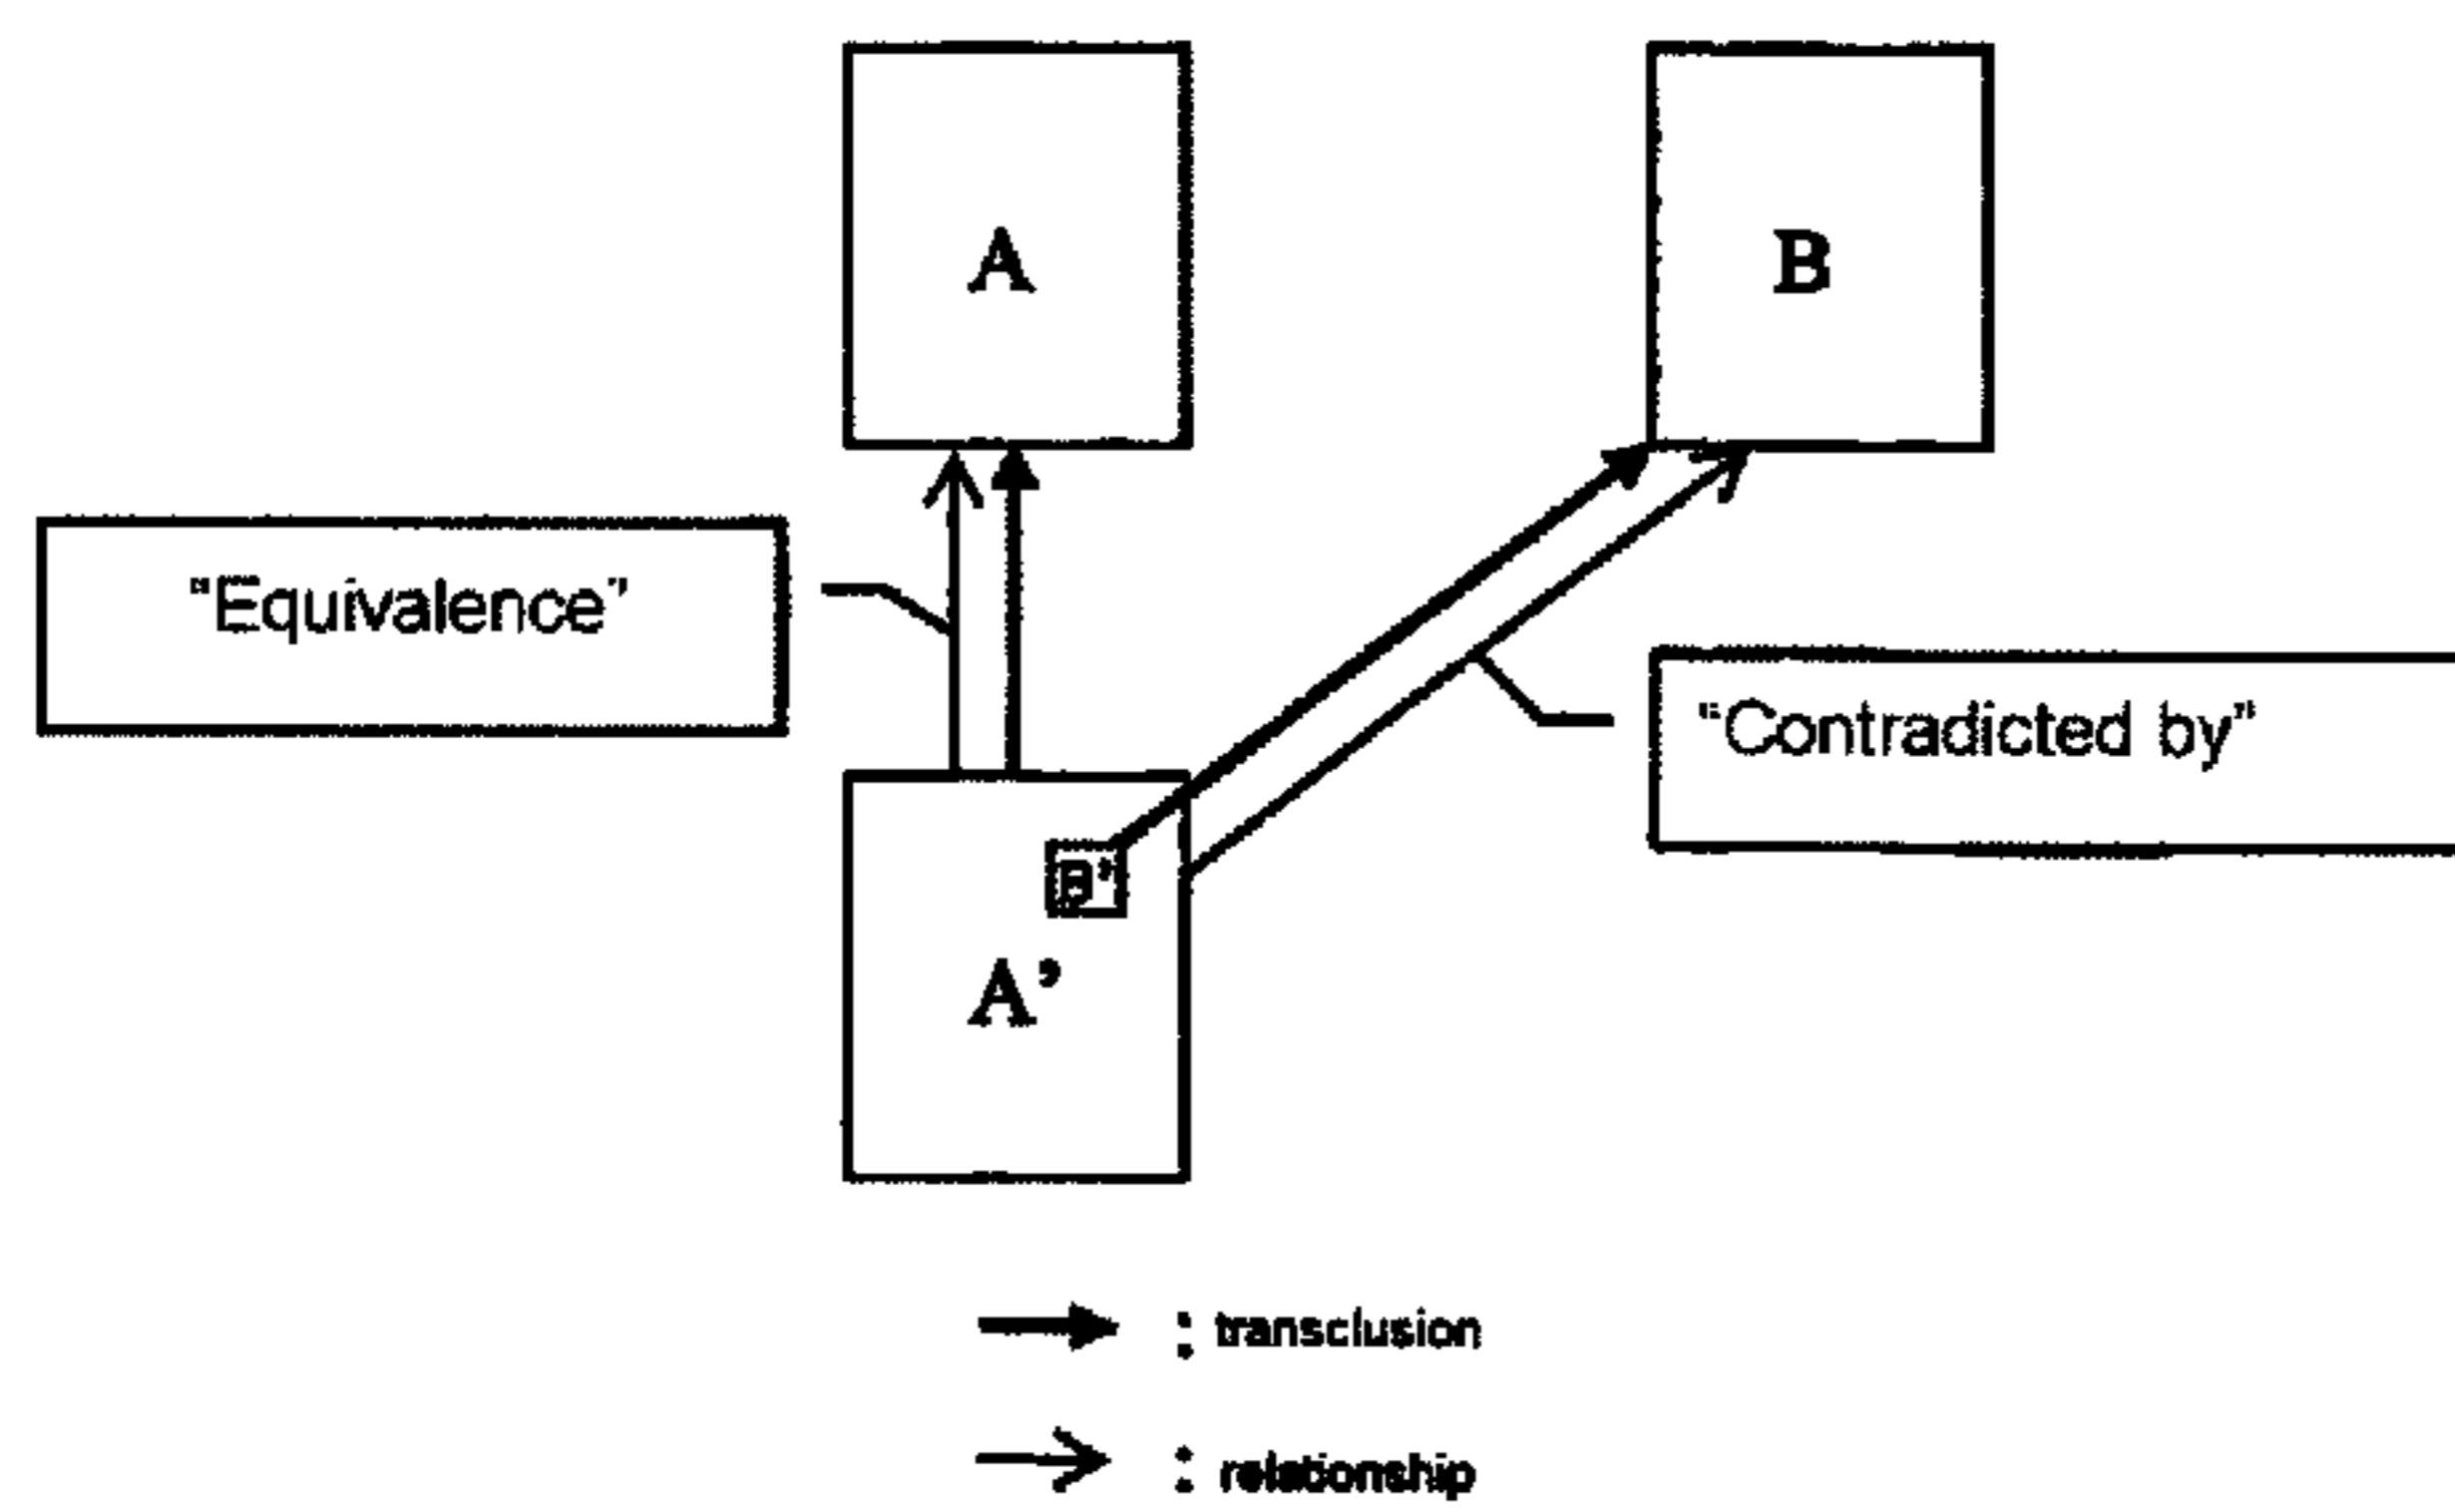 A
B
“Equivalence”
“Contradicted by”
A’
: transclusion
: relationship